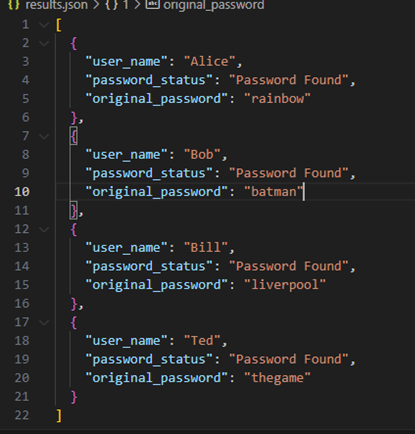 {} results.json > {} 1 > abc original_password
1 [
2 {
3 "user_name": "Alice",
4 "password_status": "Password Found",
5 "original_password": "rainbow"
6 },
7 {
8 "user_name": "Bob",
9 "password_status": "Password Found",
10 "original_password": "batman"
11 },
12 {
13 "user_name": "Bill",
14 "password_status": "Password Found",
15 "original_password": "liverpool"
16 },
17 {
18 "user_name": "Ted",
19 "password_status": "Password Found",
20 "original_password": "thegame"
21 }
22 ]